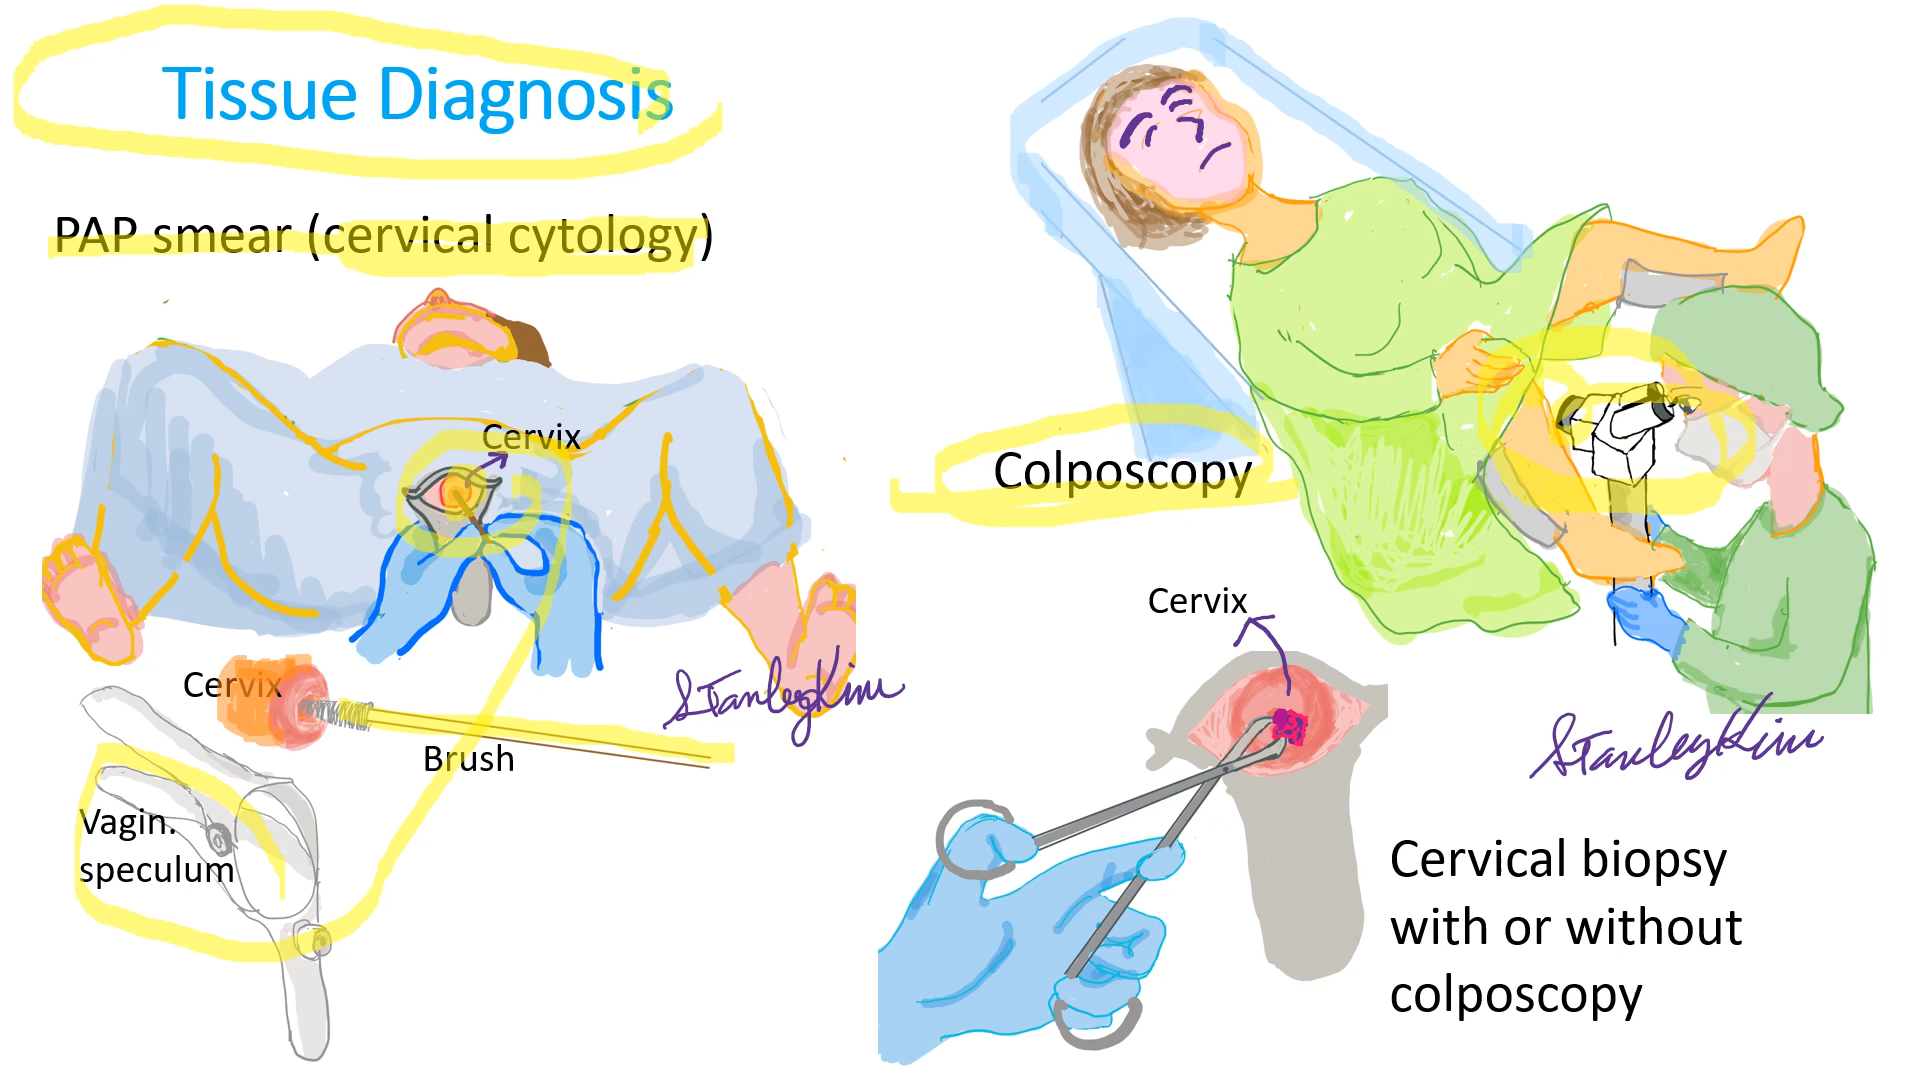 Tissue Diagnosis
PAP smear (cervical cytology)
Cervix
Cervix
Brush
Vagin.
speculum
StanleyKim
Colposcopy
Cervix
StanleyKim
Cervical biopsy
with or without
colposcopy